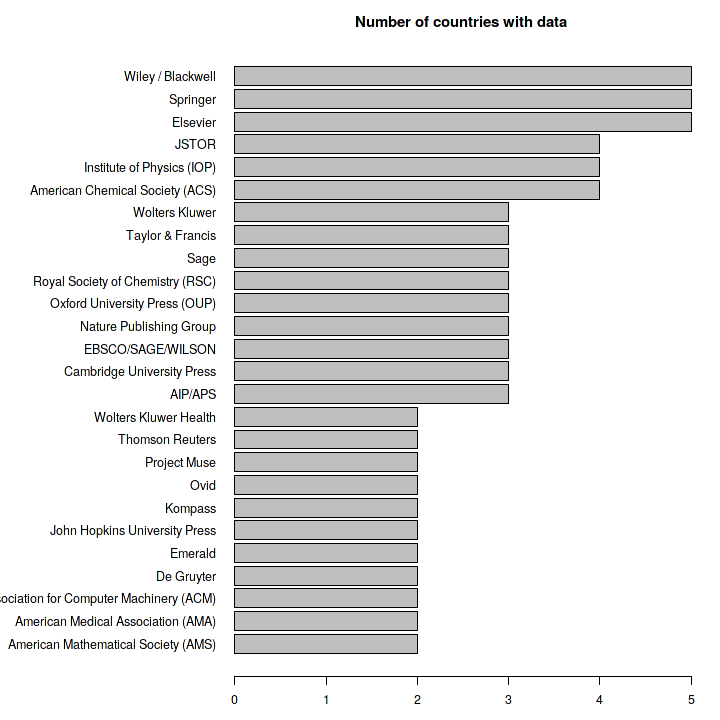 Number of countries with data
Wiley / Blackwell
Springer
Elsevier
JSTOR
Institute of Physics (IOP)
American Chemical Society (ACS)
Wolters Kluwer
Taylor & Francis
Sage
Royal Society of Chemistry (RSC)
Oxford University Press (OUP)
Nature Publishing Group
EBSCO/SAGE/WILSON
Cambridge University Press
AIP/APS
Wolters Kluwer Health
Thomson Reuters
Project Muse
Ovid
Kompass
John Hopkins University Press
Emerald
De Gruyter
ociation for Computer Machinery (ACM)
American Medical Association (AMA)
American Mathematical Society (AMS)
0 1 2 3 4 5